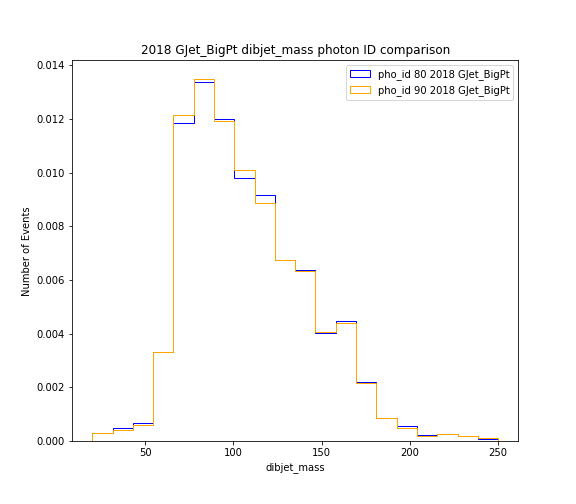 2018 GJet_BigPt dibjet_mass photon ID comparison
pho_id 80 2018 GJet_BigPt
pho_id 90 2018 GJet_BigPt
Number of Events
0.014
0.012
0.010
0.008
0.006
0.004
0.002
0.000
50 100 150 200 250
dibjet_mass